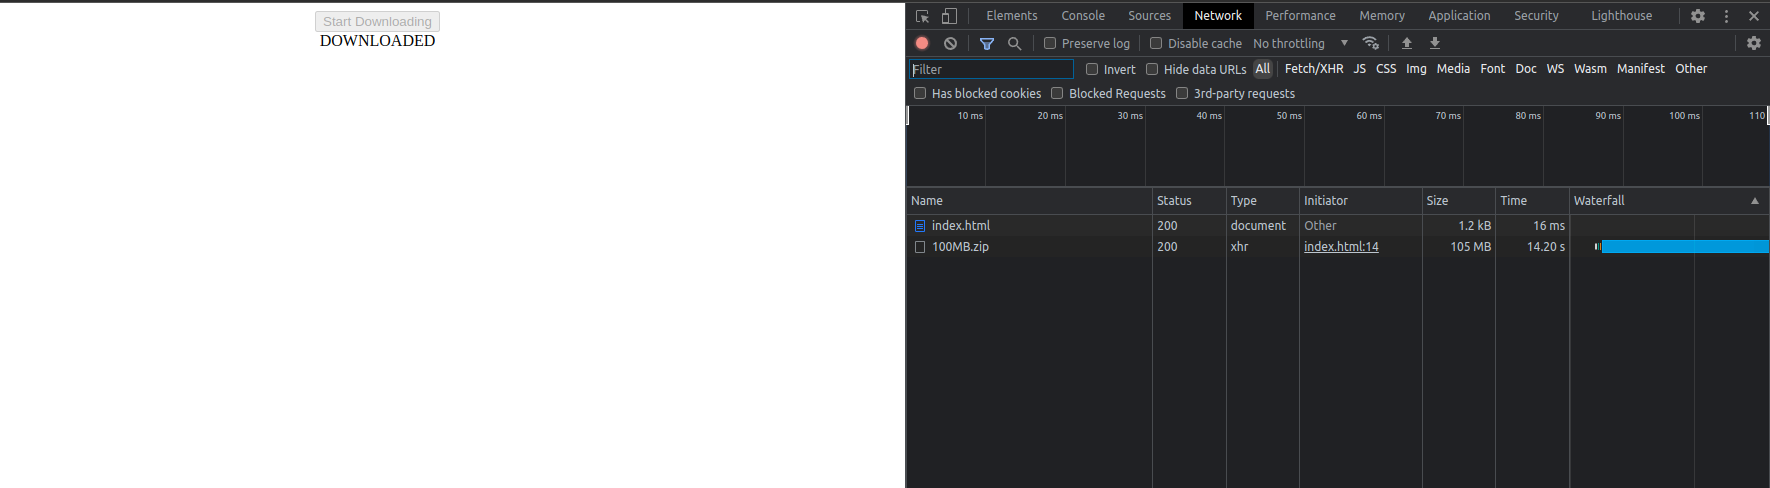 Start Downloading
DOWNLOADED
Elements Console Sources Network Performance Memory Application Security Lighthouse
Preserve log Disable cache No throttling
Filter Invert Hide data URLs All Fetch/XHR JS CSS Img Media Font Doc WS Wasm Manifest Other
Has blocked cookies Blocked Requests 3rd-party requests
10 ms 20 ms 30 ms 40 ms 50 ms 60 ms 70 ms 80 ms 90 ms 100 ms 110
Name Status Type Initiator Size Time Waterfall
index.html 200 document Other 1.2 kB 16 ms
100MB.zip 200 xhr index.html:14 105 MB 14.20 s